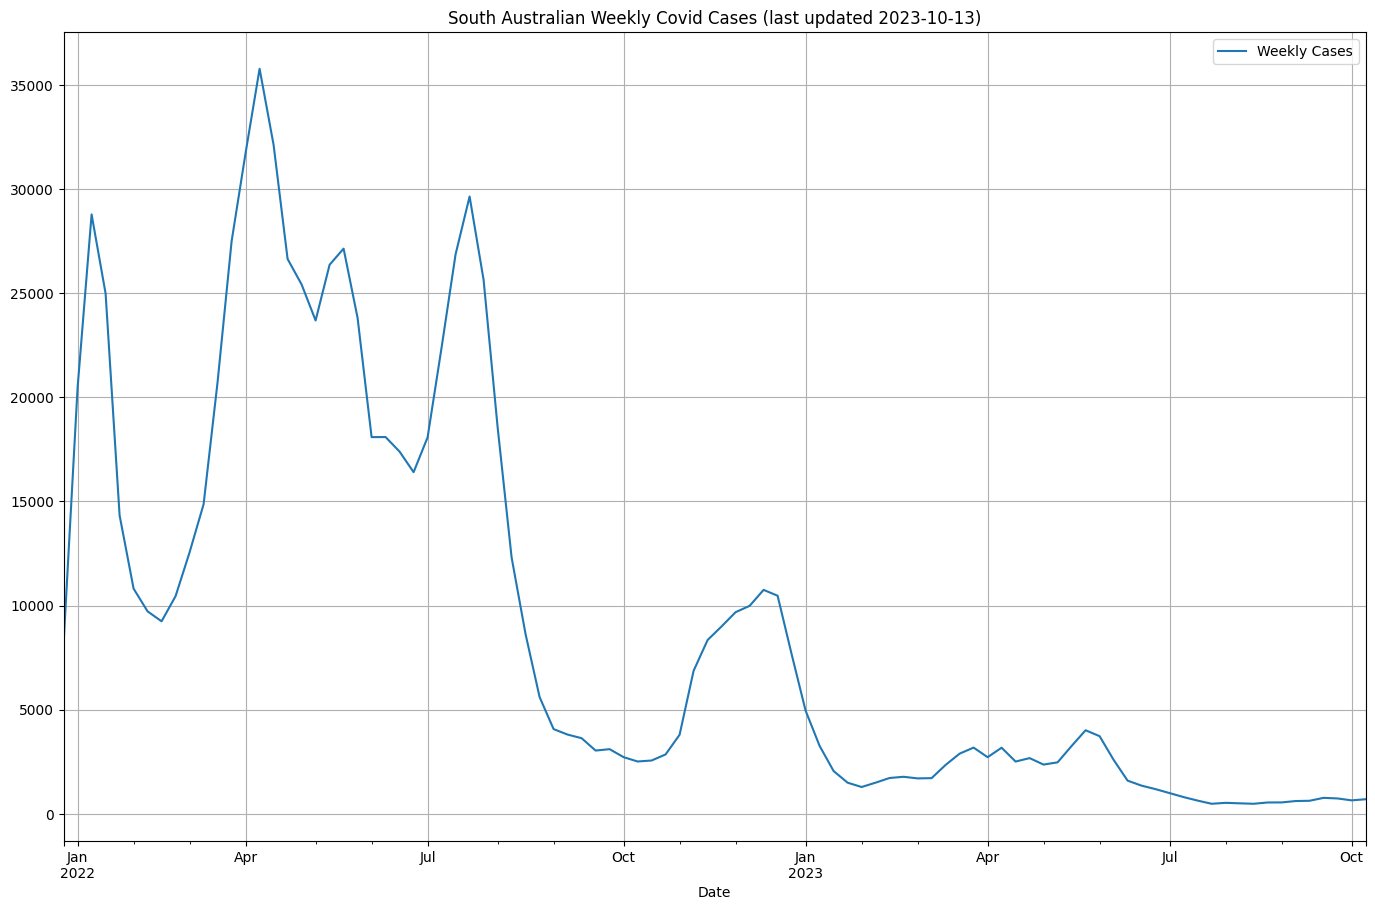 South Australian Weekly Covid Cases (last updated 2023-10-13)
Weekly Cases
35000
30000
25000
20000
15000
10000
5000
0
Jan Apr Jul Oct Jan Apr Jul Oct
2022 2023
Date